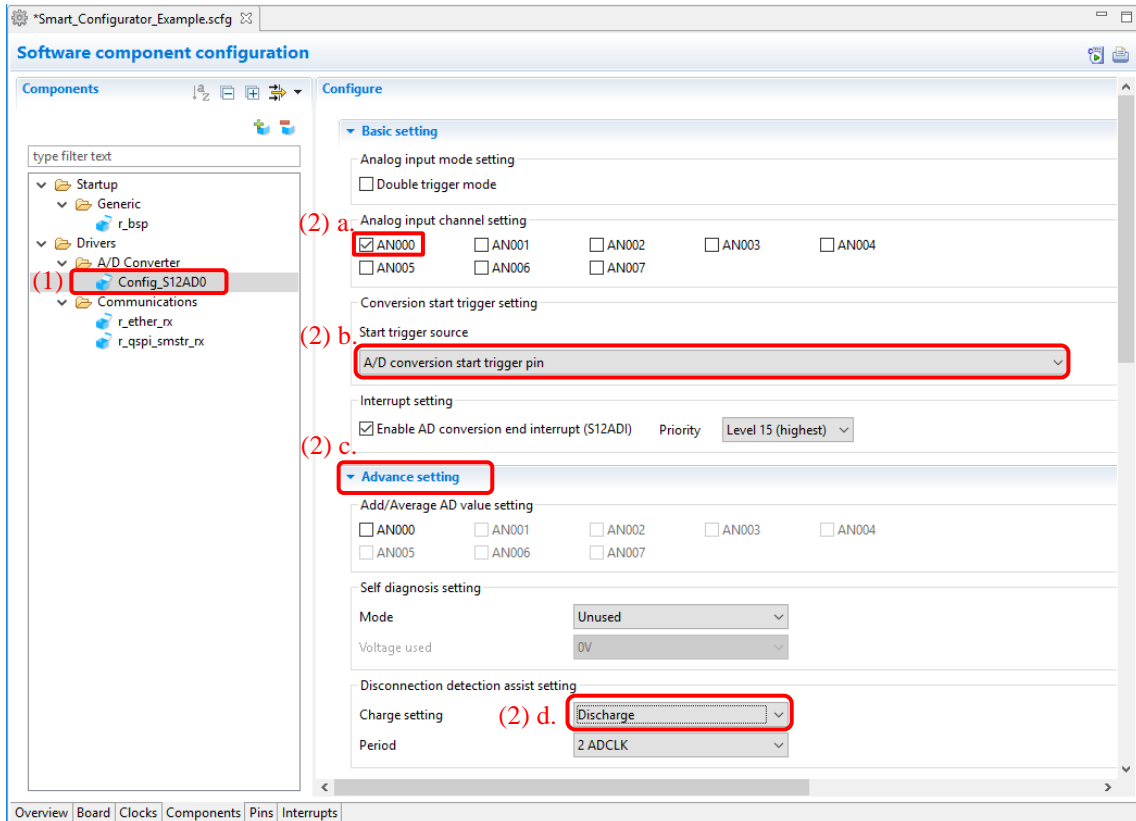 *Smart_Configurator_Example.scfg
Software component configuration
Components
Configure
type filter text
Startup
Generic
r_bsp
Drivers
A/D Converter
(1) Config_S12AD0
Communications
r_ether_rx
r_qspi_smstr_rx
Basic setting
Analog input mode setting
Double trigger mode
(2) a. Analog input channel setting
AN000 AN001 AN002 AN003 AN004
AN005 AN006 AN007
Conversion start trigger setting
(2) b. Start trigger source
A/D conversion start trigger pin
Interrupt setting
Enable AD conversion end interrupt (S12ADI) Priority Level 15 (highest)
(2) c.
Advance setting
Add/Average AD value setting
AN000 AN001 AN002 AN003 AN004
AN005 AN006 AN007
Self diagnosis setting
Mode Unused
Voltage used 0V
Disconnection detection assist setting
Charge setting (2) d. Discharge
Period 2 ADCLK
Overview Board Clocks Components Pins Interrupts